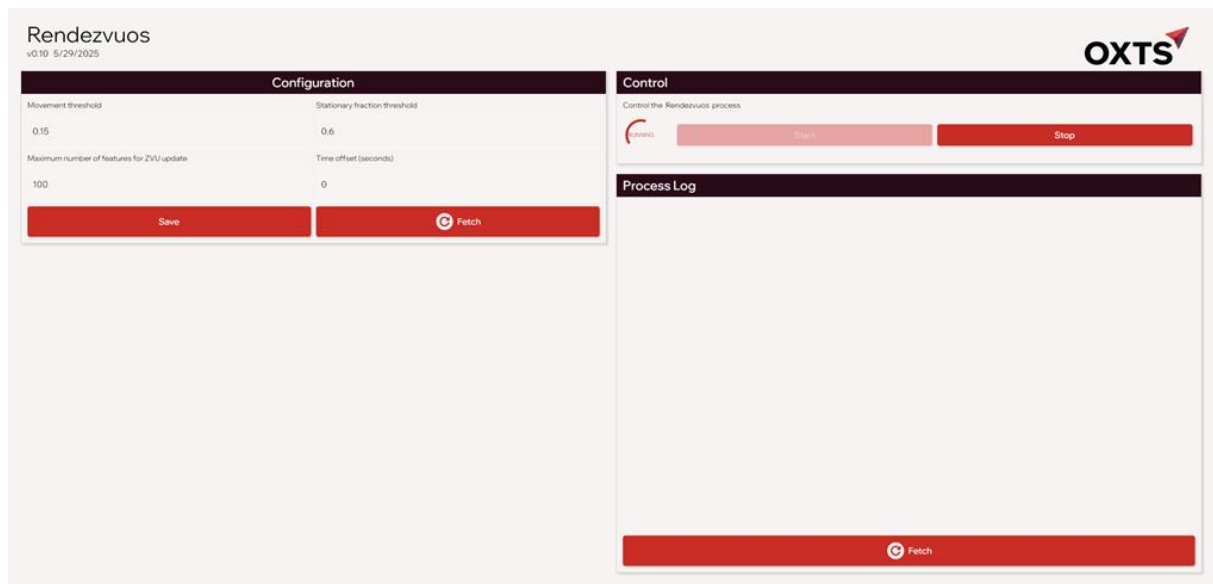 Rendezvuos
v0.10 5/29/2025
OXTS
Configuration
Movement threshold
Stationary fraction threshold
0.15
0.6
Maximum number of features for ZVU update
Time offset (seconds)
100
0
Save
Fetch
Control
Control the Rendezvuos process
RUNNING
Start
Stop
Process Log
Fetch